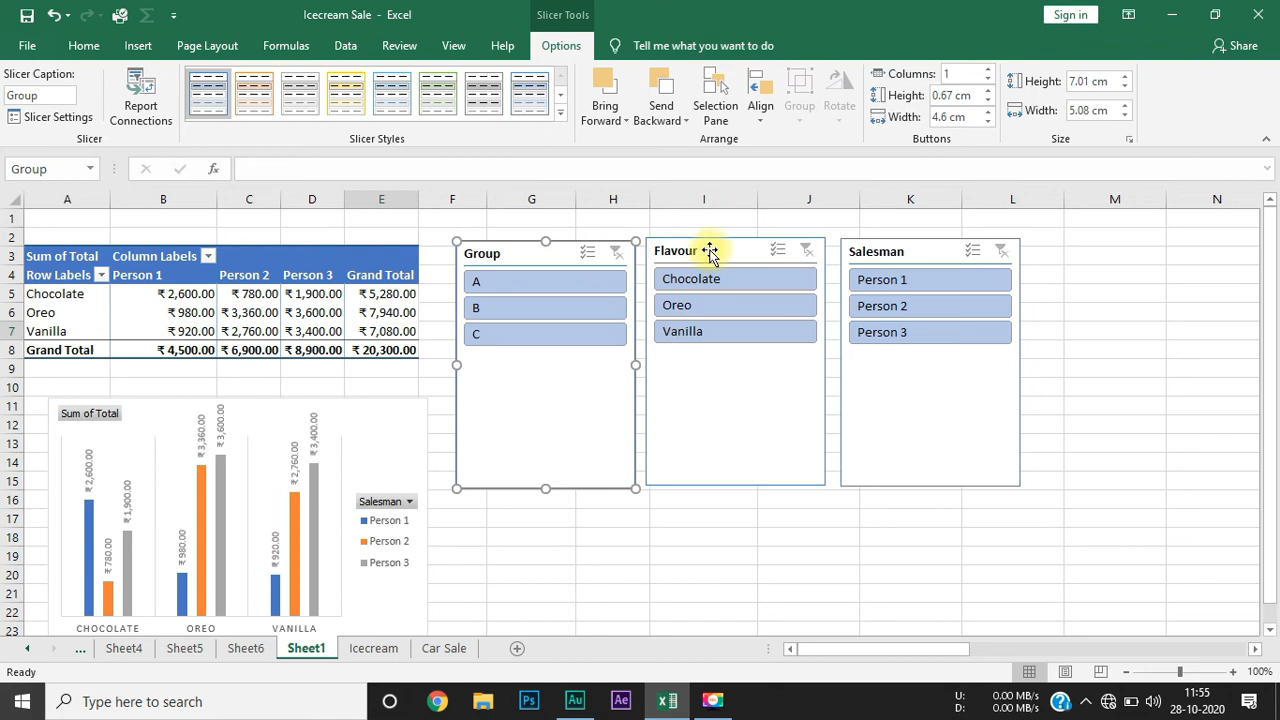 Icecream Sale - Excel
Slicer Tools
Sign in
File Home Insert Page Layout Formulas Data Review View Help Options Tell me what you want to do Share
Slicer Caption:
Group
Slicer Settings
Report Connections
Slicer
Slicer Styles
Bring Forward
Send Backward
Selection Pane
Align
Group
Rotate
Arrange
Columns: 1
Height: 0.67 cm
Width: 4.6 cm
Buttons
Height: 7.01 cm
Width: 5.08 cm
Size
Group
fx
A B C D E F G H I J K L M N
1
2
3 Sum of Total Column Labels
4 Row Labels Person 1 Person 2 Person 3 Grand Total
5 Chocolate ₹ 2,600.00 ₹ 780.00 ₹ 1,900.00 ₹ 5,280.00
6 Oreo ₹ 980.00 ₹ 3,360.00 ₹ 3,600.00 ₹ 7,940.00
7 Vanilla ₹ 920.00 ₹ 2,760.00 ₹ 3,400.00 ₹ 7,080.00
8 Grand Total ₹ 4,500.00 ₹ 6,900.00 ₹ 8,900.00 ₹ 20,300.00
9
10
11
12
13
14
15
16
17
18
19
20
21
22
23
Group
A
B
C
Flavour
Chocolate
Oreo
Vanilla
Salesman
Person 1
Person 2
Person 3
Sum of Total
₹ 2,600.00
₹ 780.00
₹ 1,900.00
₹ 980.00
₹ 3,360.00
₹ 3,600.00
₹ 920.00
₹ 2,760.00
₹ 3,400.00
CHOCOLATE OREO VANILLA
Salesman
Person 1
Person 2
Person 3
... Sheet4 Sheet5 Sheet6 Sheet1 Icecream Car Sale
Ready
100%
Type here to search
Ps
Au
Ae
U: 0.00 MB/s
D: 0.00 MB/s
11:55
28-10-2020